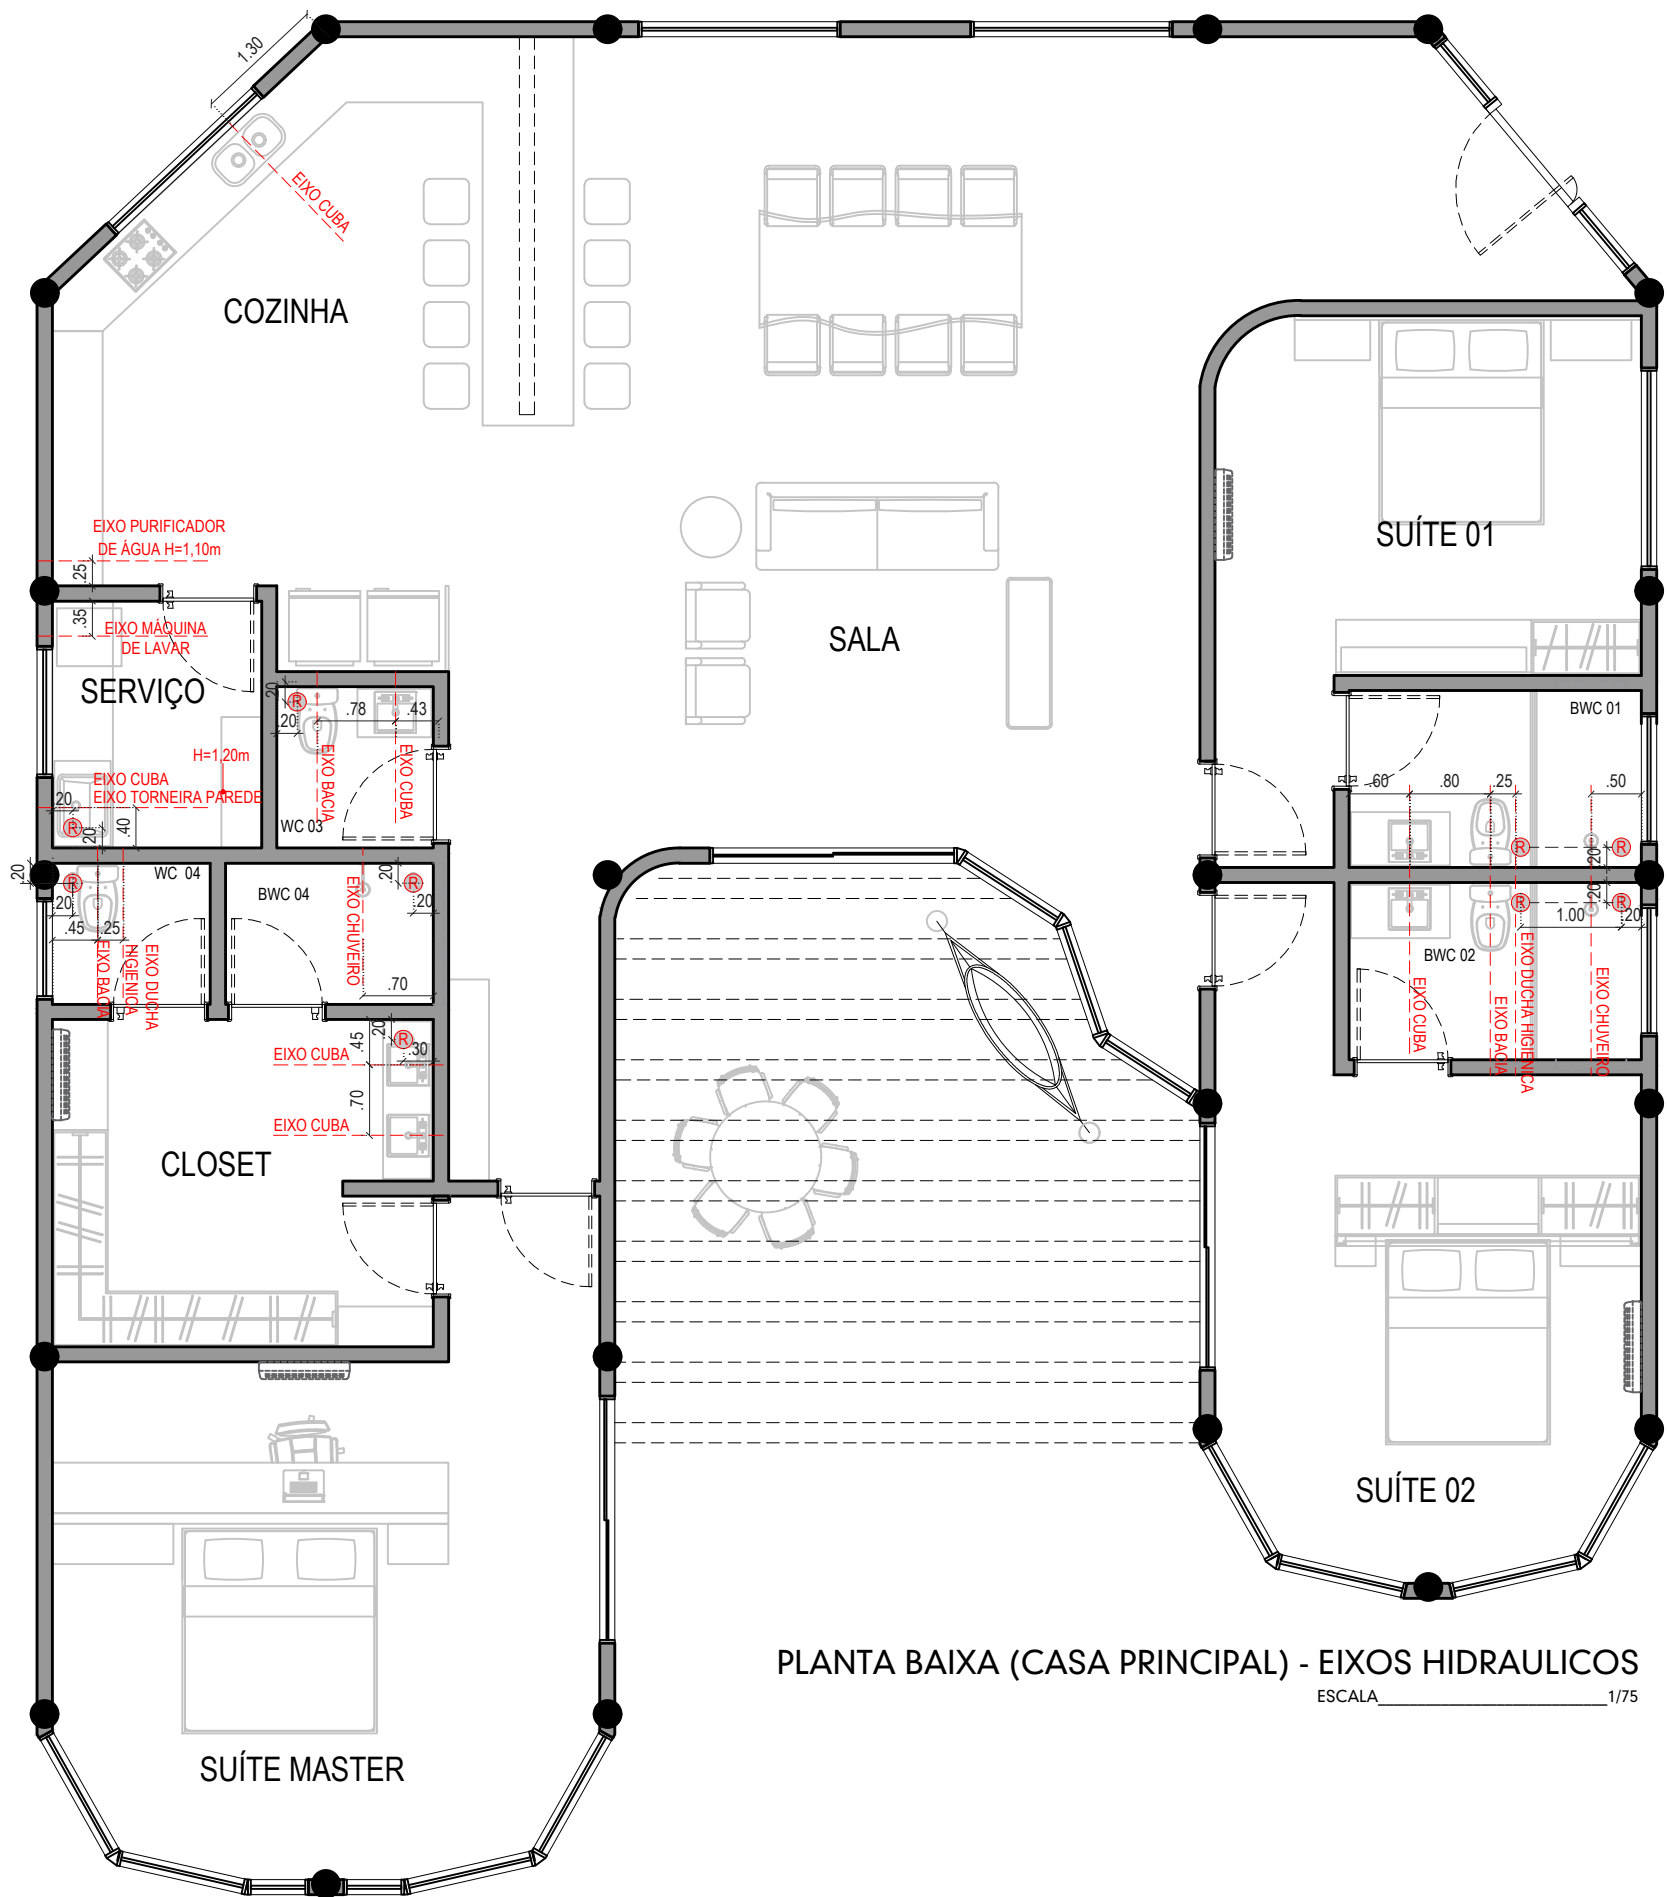 1.30
EIXO CUBA
COZINHA
EIXO PURIFICADOR
DE ÁGUA H=1,10m
.25
.35
EIXO MÁQUINA
DE LAVAR
SERVIÇO
H=1,20m
EIXO CUBA
EIXO TORNEIRA PAREDE
.20
R
.20
.40
.20
R
.20
.78
.43
EIXO BACIA
EIXO CUBA
WC 03
SALA
SUÍTE 01
BWC 01
.60
.80
.25
.50
R
R
.20
.20
R
R
1.00
.20
BWC 02
EIXO CUBA
EIXO BACIA
EIXO DUCHA HIGIENICA
EIXO CHUVEIRO
.20
R
.20
WC 04
.45
.25
EIXO BACIA
EIXO DUCHA
HIGIENICA
BWC 04
EIXO CHUVEIRO
.20
R
.20
.70
.20
R
.30
.45
EIXO CUBA
.70
EIXO CUBA
CLOSET
SUÍTE 02
SUÍTE MASTER
PLANTA BAIXA (CASA PRINCIPAL) - EIXOS HIDRAULICOS
ESCALA____________________________1/75